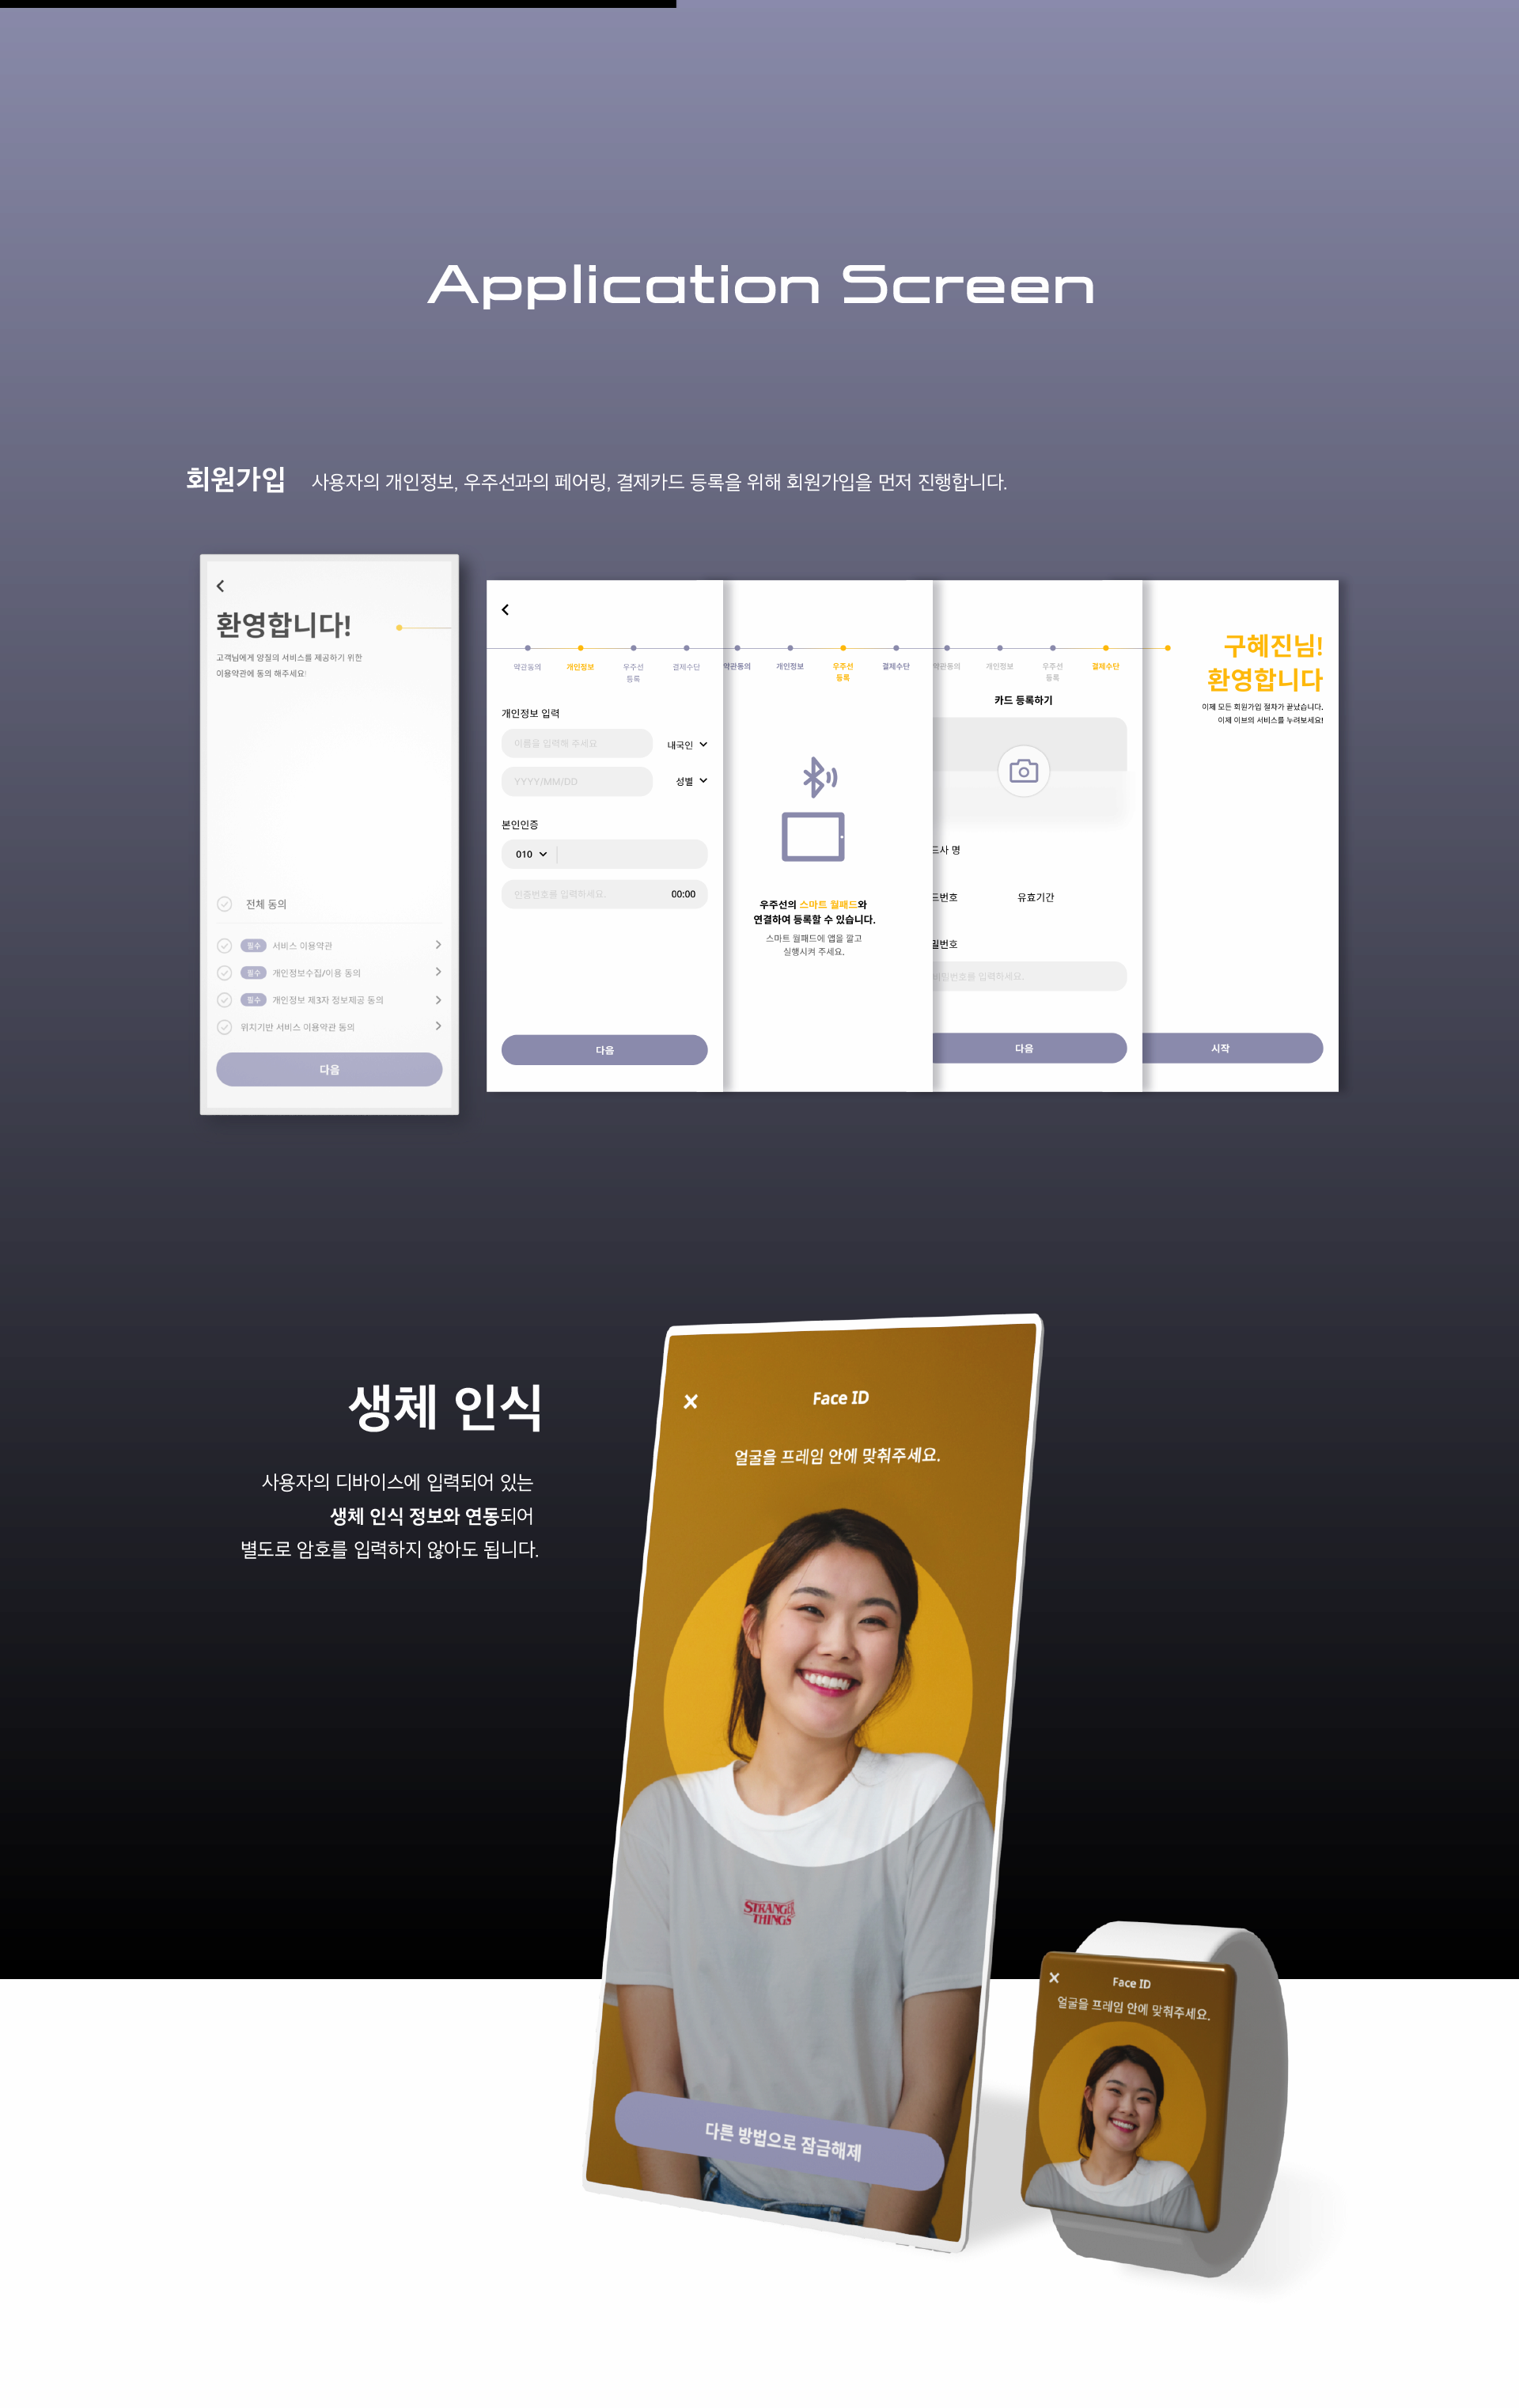 Application Screen
회원가입 사용자의 개인정보, 우주선과의 페어링, 결제카드 등록을 위해 회원가입을 먼저 진행합니다.
환영합니다!
고객님에게 양질의 서비스를 제공하기 위한
이용약관에 동의 해주세요!
전체 동의
필수 서비스 이용약관
필수 개인정보수집/이용 동의
필수 개인정보 제3자 정보제공 동의
위치기반 서비스 이용약관 동의
다음
약관동의 개인정보 우주선 결제수단
등록
개인정보 입력
이름을 입력해 주세요 내국인
YYYY/MM/DD 성별
본인인증
010
인증번호를 입력하세요. 00:00
다음
약관동의 개인정보 우주선 결제수단
등록
우주선의 스마트 월패드와
연결하여 등록할 수 있습니다.
스마트 월패드에 앱을 깔고
실행시켜 주세요.
약관동의 개인정보 우주선 결제수단
등록
카드 등록하기
드사 명
드번호 유효기간
밀번호
비밀번호를 입력하세요.
다음
구혜진님!
환영합니다
이제 모든 회원가입 절차가 끝났습니다.
이제 이브의 서비스를 누려보세요!
시작
생체 인식
사용자의 디바이스에 입력되어 있는
생체 인식 정보와 연동되어
별도로 암호를 입력하지 않아도 됩니다.
Face ID
얼굴을 프레임 안에 맞춰주세요.
STRANGER
THINGS
다른 방법으로 잠금해제
Face ID
얼굴을 프레임 안에 맞춰주세요.